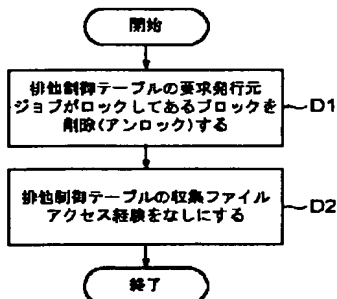 開始
排他制御テーブルの要求発行元
ジョブがロックしてあるブロックを
削除(アンロック)する
D1
排他制御テーブルの収集ファイル
アクセス経験をなしにする
D2
終了